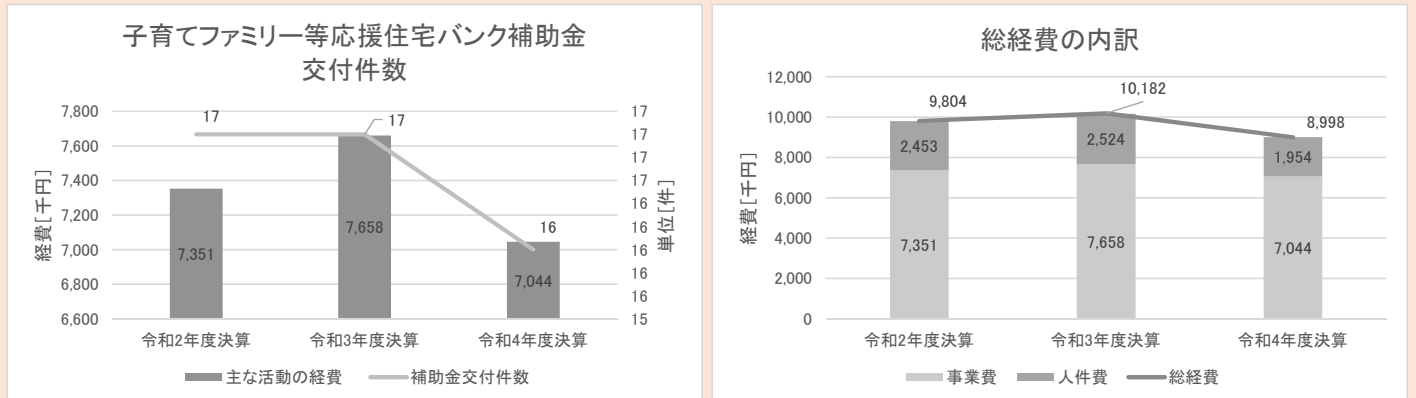 子育てファミリー等応援住宅バンク補助金
交付件数
経費[千円]
7,800
7,600
7,400
7,200
7,000
6,800
6,600
17
17
17
7,351
7,658
7,044
16
17
17
17
17
16
16
16
16
16
15
単位[件]
令和2年度決算
令和3年度決算
令和4年度決算
主な活動の経費
補助金交付件数
総経費の内訳
経費[千円]
12,000
10,000
8,000
6,000
4,000
2,000
0
9,804
10,182
8,998
2,453
2,524
1,954
7,351
7,658
7,044
令和2年度決算
令和3年度決算
令和4年度決算
事業費
人件費
総経費